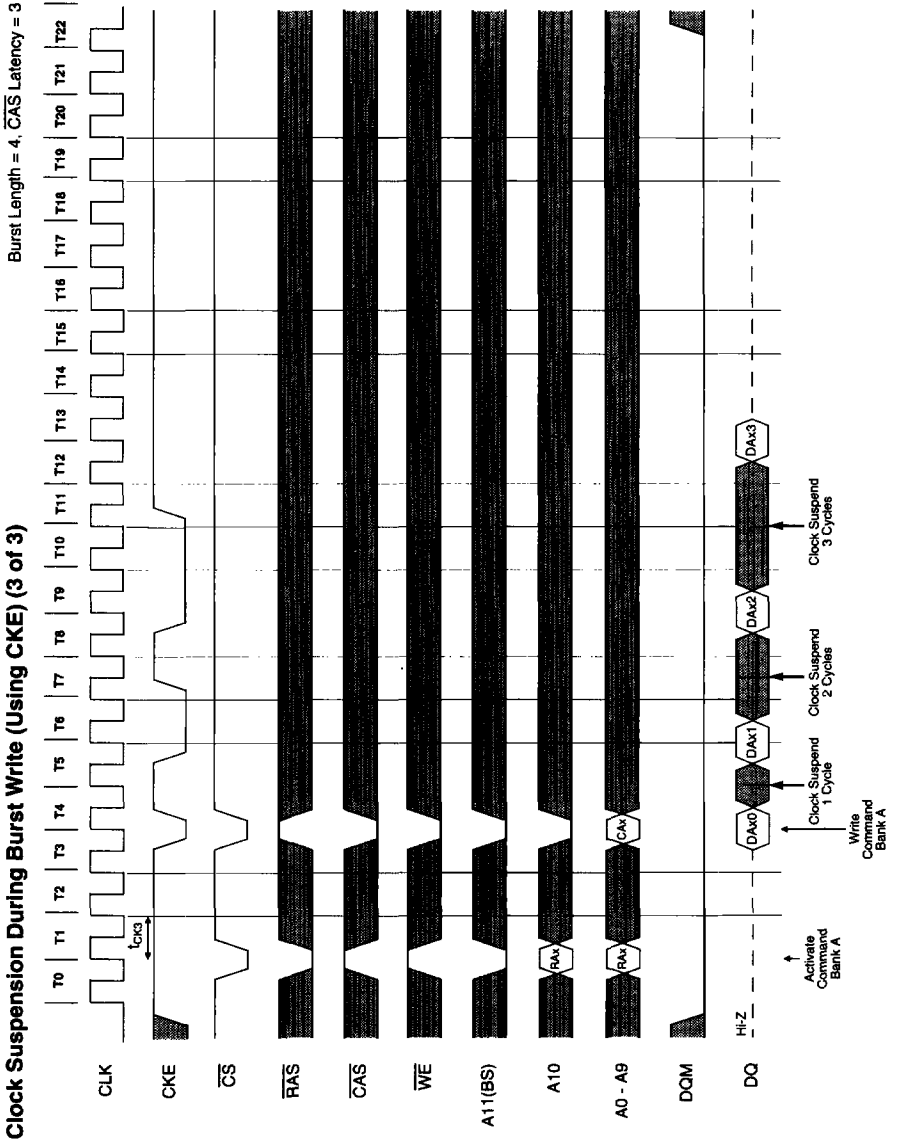 Clock Suspension During Burst Write (Using CKE) (3 of 3)
Burst Length = 4, CAS Latency = 3
T0 T1 T2 T3 T4 T5 T6 T7 T8 T9 T10 T11 T12 T13 T14 T15 T16 T17 T18 T19 T20 T21 T22
CLK
tCK3
CKE
CS
RAS
CAS
WE
A11(BS)
A10
RAx
A0 - A9
RAx CAx
DQM
DQ
Hi-Z
DAx0 DAx1 DAx2 DAx3
Activate
Command
Bank A
Write
Command
Bank A
Clock Suspend
1 Cycle
Clock Suspend
2 Cycles
Clock Suspend
3 Cycles